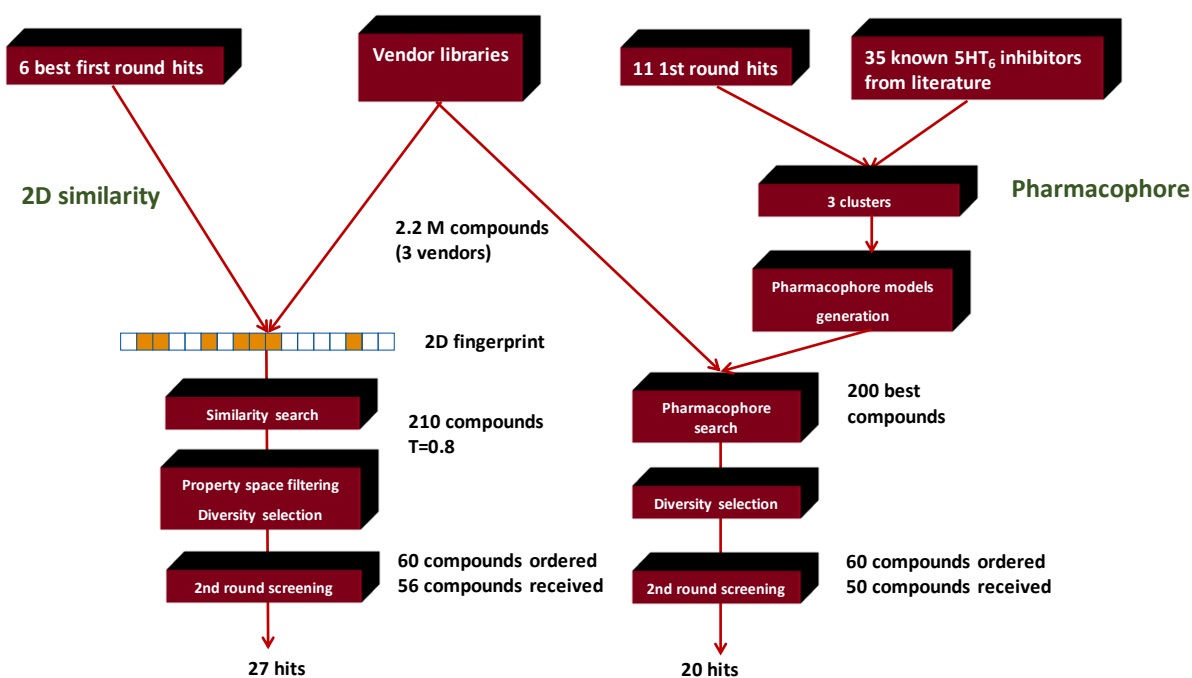 6 best first round hits
Vendor libraries
11 1st round hits
35 known 5HT₆ inhibitors
from literature
2D similarity
3 clusters
Pharmacophore
2.2 M compounds
(3 vendors)
Pharmacophore models
generation
2D fingerprint
Similarity search
210 compounds
T=0.8
Pharmacophore
search
200 best
compounds
Property space filtering
Diversity selection
Diversity selection
2nd round screening
60 compounds ordered
56 compounds received
2nd round screening
60 compounds ordered
50 compounds received
27 hits
20 hits